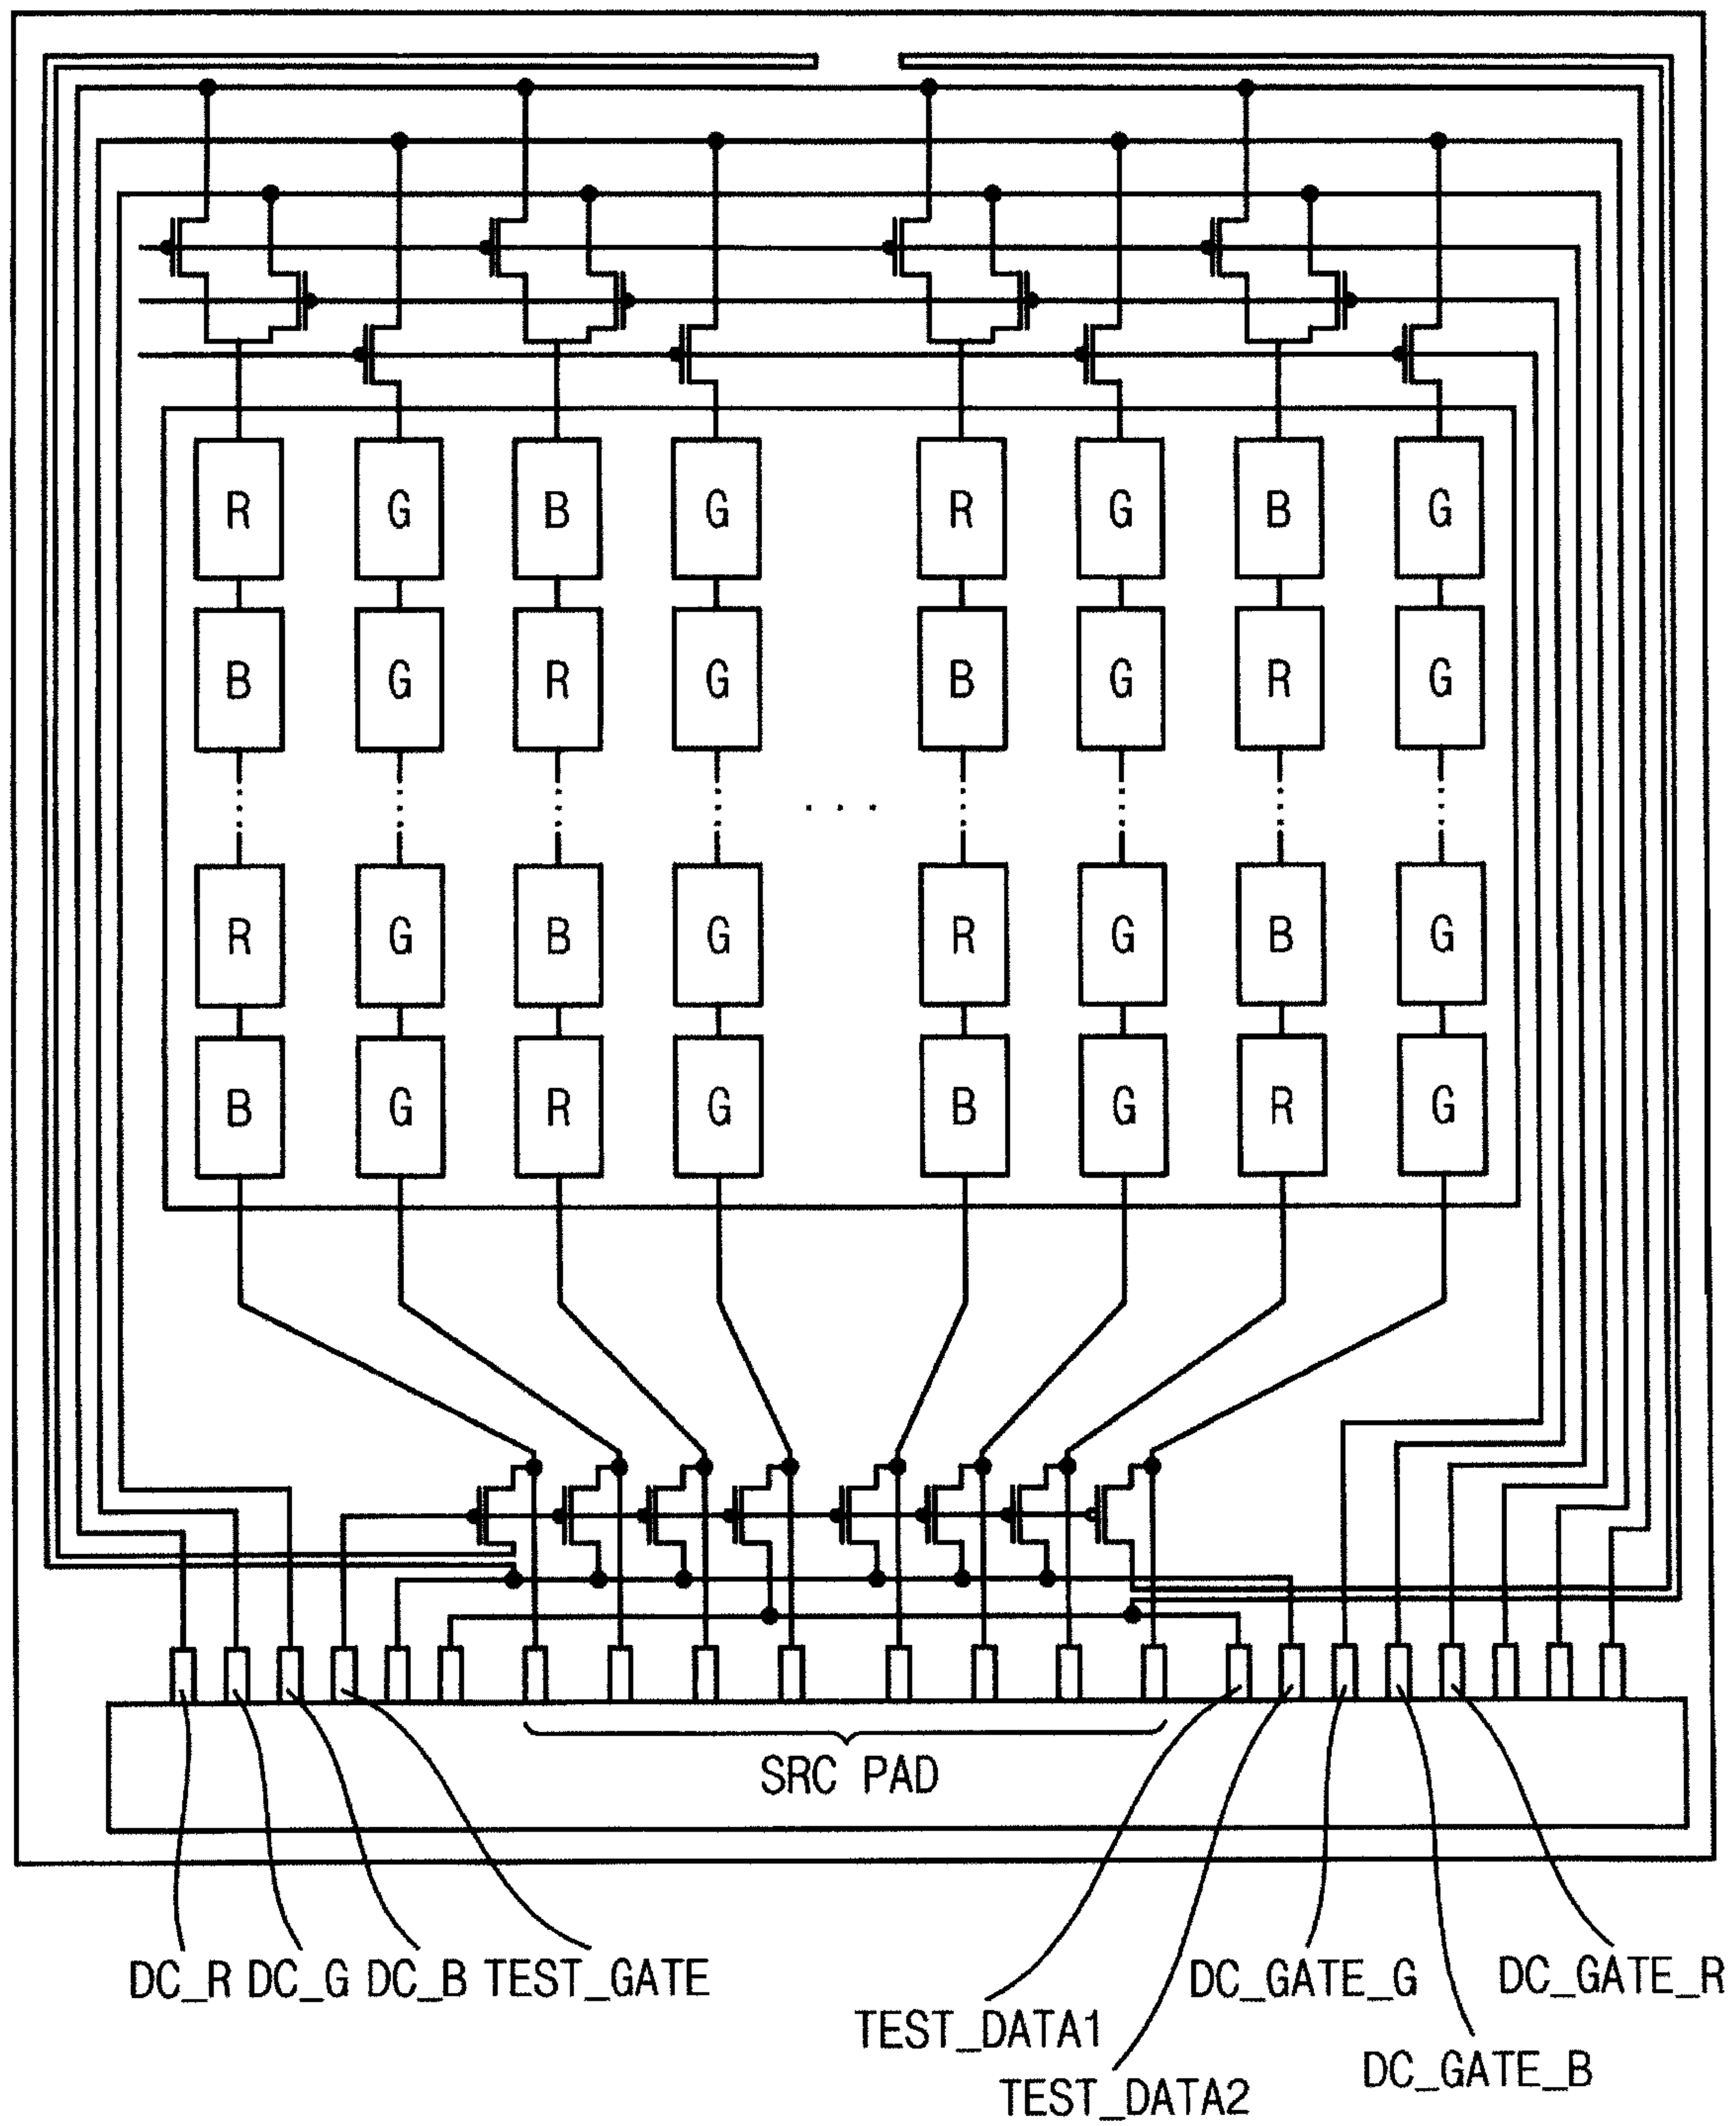 R G B G R G B G
B G R G B G R G
R G B G R G B G
B G R G B G R G
SRC PAD
DC_R DC_G DC_B TEST_GATE
TEST_DATA1
TEST_DATA2
DC_GATE_G
DC_GATE_B
DC_GATE_R